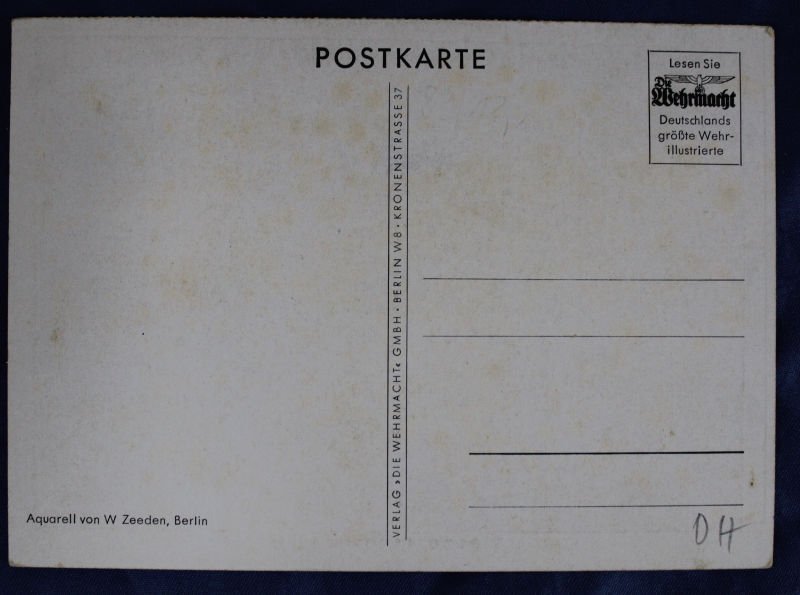 POSTKARTE
Lesen Sie
Die
Wehrmacht
Deutschlands
größte Wehr-
illustrierte
VERLAG »DIE WEHRMACHT« GMBH · BERLIN W8 · KRONENSTRASSE 37
Aquarell von W Zeeden, Berlin
DH